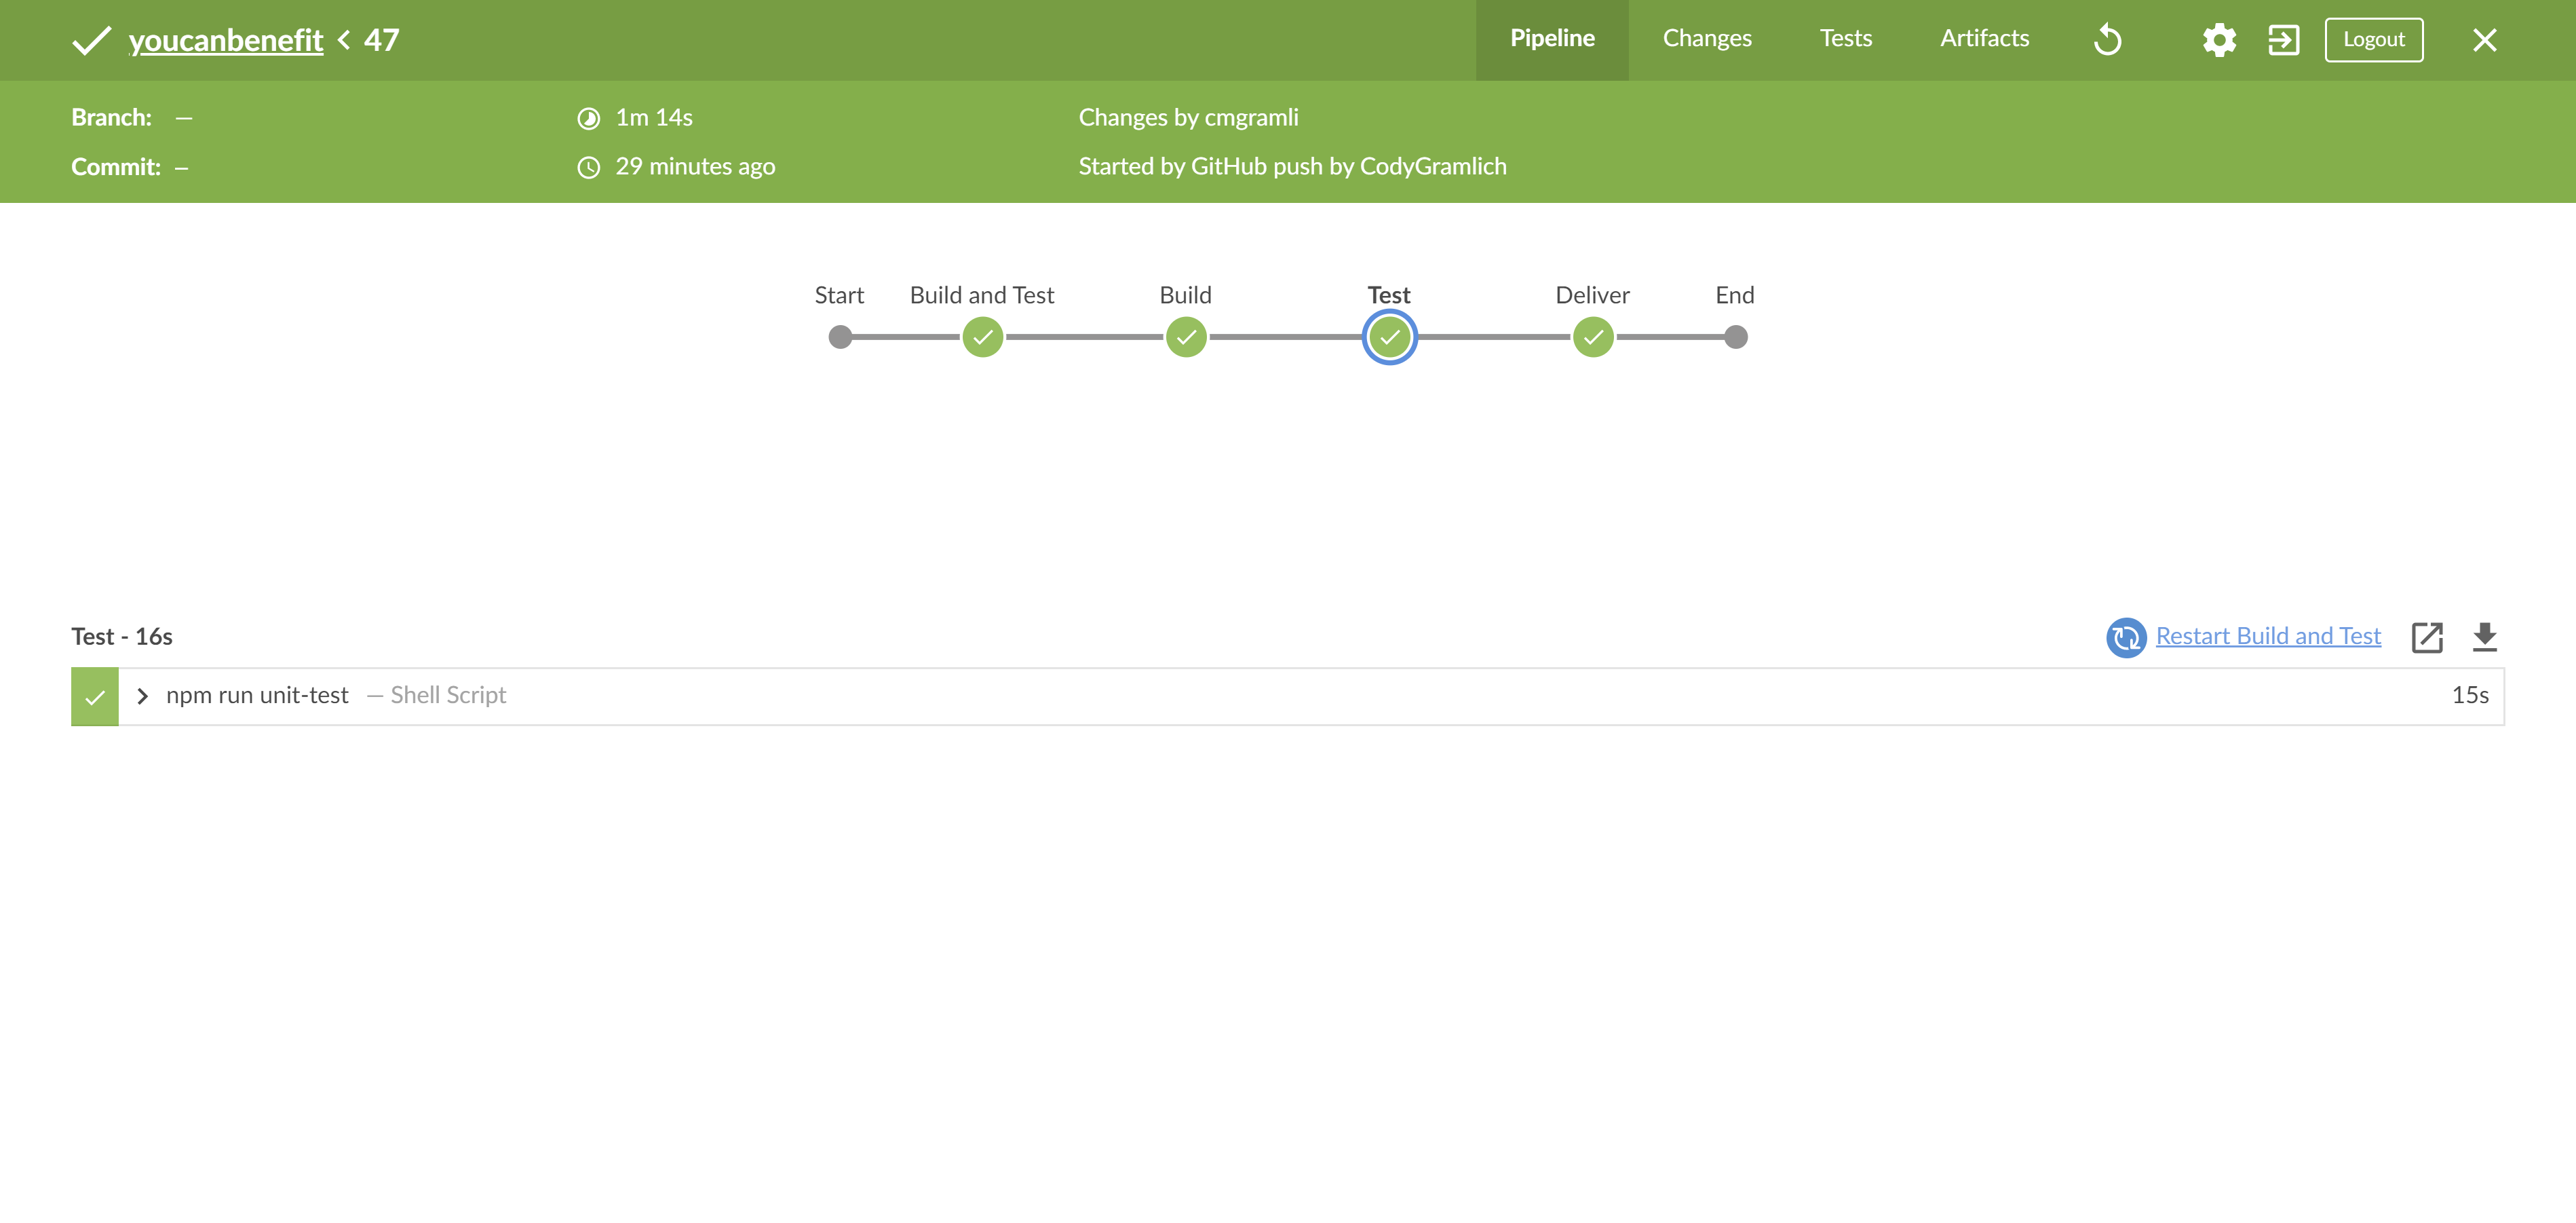 youcanbenefit < 47
Pipeline Changes Tests Artifacts Logout
Branch: — 1m 14s Changes by cmgramli
Commit: – 29 minutes ago Started by GitHub push by CodyGramlich
Start Build and Test Build Test Deliver End
Test - 16s Restart Build and Test
npm run unit-test — Shell Script 15s